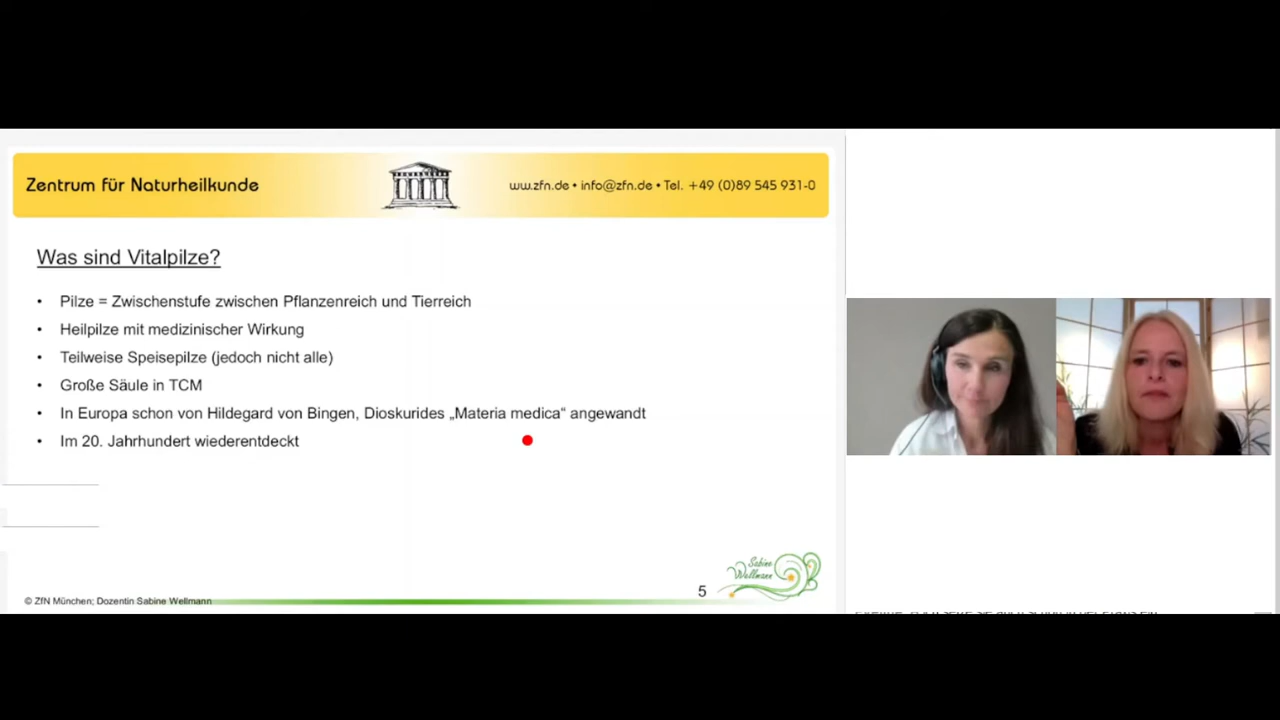 Zentrum für Naturheilkunde
ww.zfn.de • info@zfn.de • Tel. +49 (0)89 545 931-0
Was sind Vitalpilze?
• Pilze = Zwischenstufe zwischen Pflanzenreich und Tierreich
• Heilpilze mit medizinischer Wirkung
• Teilweise Speisepilze (jedoch nicht alle)
• Große Säule in TCM
• In Europa schon von Hildegard von Bingen, Dioskurides „Materia medica“ angewandt
• Im 20. Jahrhundert wiederentdeckt
Sabine
Wellmann
5
© ZfN München; Dozentin Sabine Wellmann